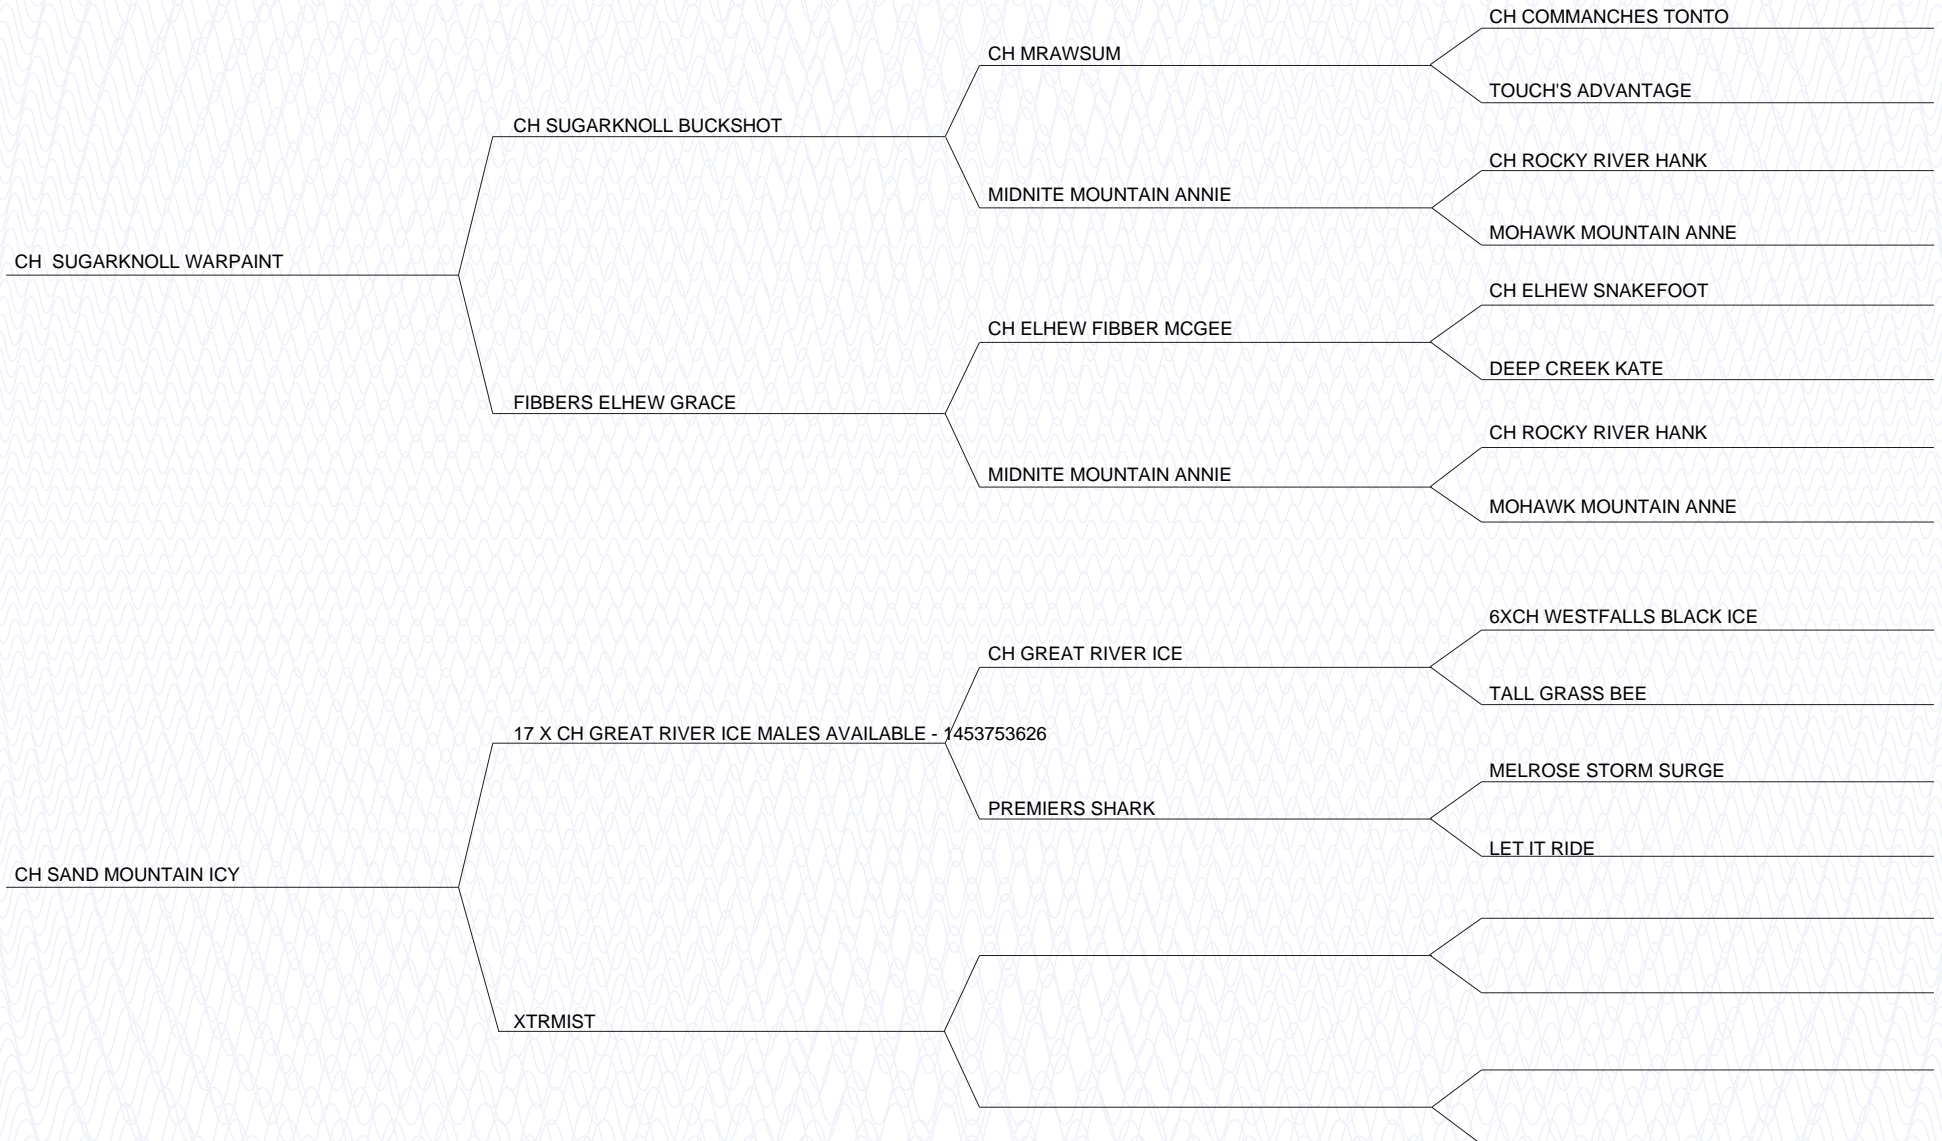 CH COMMANCHES TONTO
CH MRAWSUM
TOUCH'S ADVANTAGE
CH SUGARKNOLL BUCKSHOT
CH ROCKY RIVER HANK
MIDNITE MOUNTAIN ANNIE
MOHAWK MOUNTAIN ANNE
CH  SUGARKNOLL WARPAINT
CH ELHEW SNAKEFOOT
CH ELHEW FIBBER MCGEE
DEEP CREEK KATE
FIBBERS ELHEW GRACE
CH ROCKY RIVER HANK
MIDNITE MOUNTAIN ANNIE
MOHAWK MOUNTAIN ANNE
6XCH WESTFALLS BLACK ICE
CH GREAT RIVER ICE
TALL GRASS BEE
17 X CH GREAT RIVER ICE MALES AVAILABLE - 1453753626
MELROSE STORM SURGE
PREMIERS SHARK
LET IT RIDE
CH SAND MOUNTAIN ICY
XTRMIST